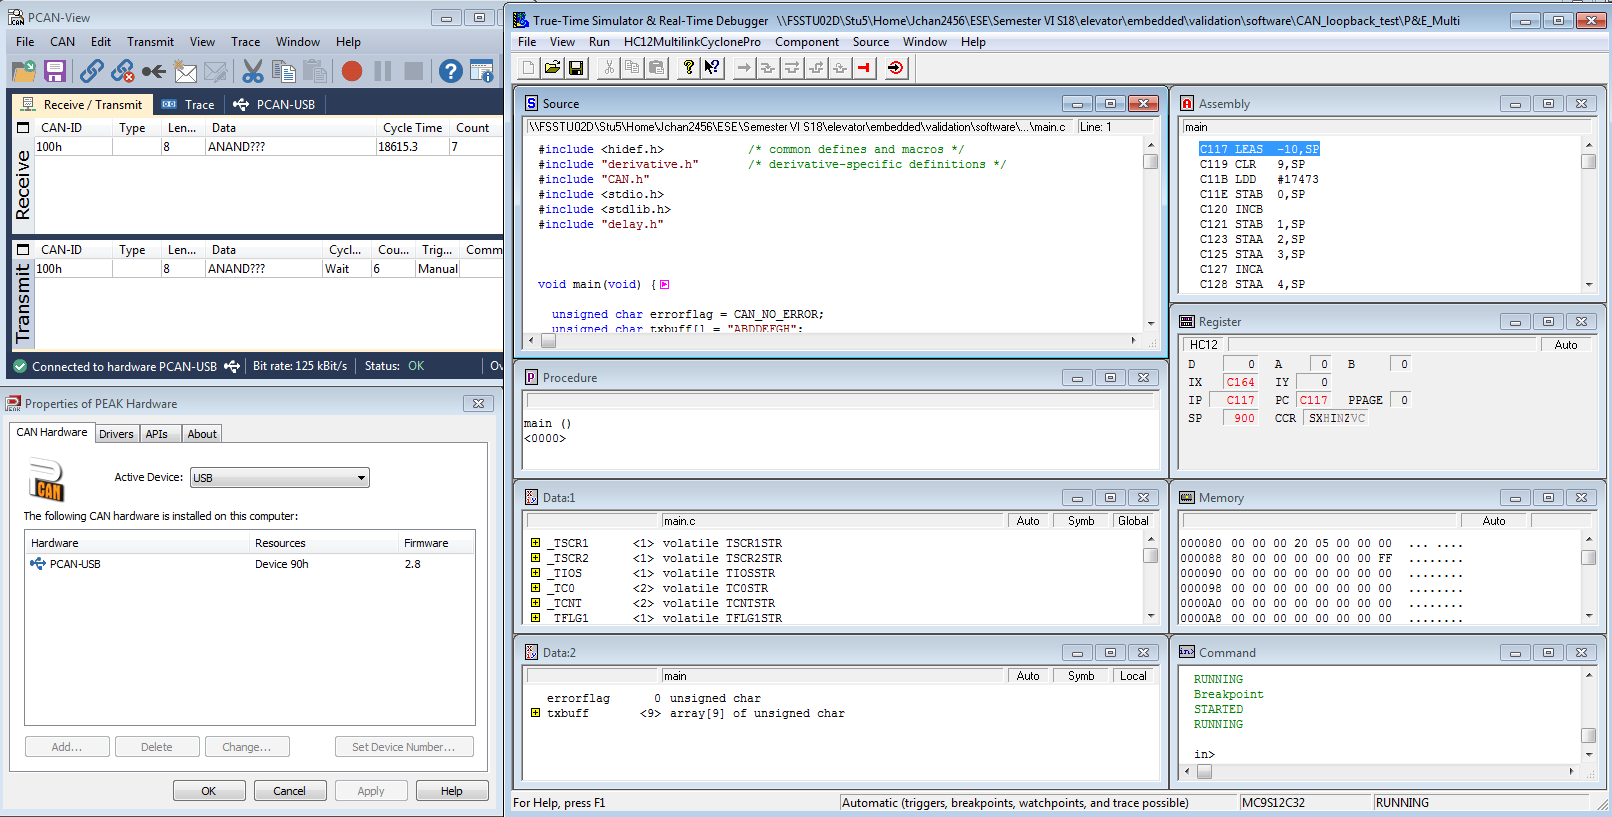 PCAN-View
File CAN Edit Transmit View Trace Window Help
Receive / Transmit Trace PCAN-USB
CAN-ID Type Len... Data Cycle Time Count
100h 8 ANAND??? 18615.3 7
Receive
CAN-ID Type Len... Data Cycl... Cou... Trig... Comm
100h 8 ANAND??? Wait 6 Manual
Transmit
Connected to hardware PCAN-USB Bit rate: 125 kBit/s Status: OK Ov
Properties of PEAK Hardware
CAN Hardware Drivers APIs About
PCAN
Active Device: USB
The following CAN hardware is installed on this computer:
Hardware Resources Firmware
PCAN-USB Device 90h 2.8
Add... Delete Change... Set Device Number...
OK Cancel Apply Help
True-Time Simulator & Real-Time Debugger \\FSSTU02D\Stu5\Home\Jchan2456\ESE\Semester VI S18\elevator\embedded\validation\software\CAN_loopback_test\P&E_Multi
File View Run HC12MultilinkCyclonePro Component Source Window Help
Source
\\FSSTU02D\Stu5\Home\Jchan2456\ESE\Semester VI S18\elevator\embedded\validation\software\...\main.c Line: 1
#include <hidef.h> /* common defines and macros */
#include "derivative.h" /* derivative-specific definitions */
#include "CAN.h"
#include <stdio.h>
#include <stdlib.h>
#include "delay.h"
void main(void) {
unsigned char errorflag = CAN_NO_ERROR;
unsigned char txbuff[] = "ABDDEFGH";
Procedure
main ()
<0000>
Data:1
main.c Auto Symb Global
_TSCR1 <1> volatile TSCR1STR
_TSCR2 <1> volatile TSCR2STR
_TIOS <1> volatile TIOSSTR
_TC0 <2> volatile TC0STR
_TCNT <2> volatile TCNTSTR
_TFLG1 <1> volatile TFLG1STR
Data:2
main Auto Symb Local
errorflag 0 unsigned char
txbuff <9> array[9] of unsigned char
Assembly
main
C117 LEAS -10,SP
C119 CLR 9,SP
C11B LDD #17473
C11E STAB 0,SP
C120 INCB
C121 STAB 1,SP
C123 STAA 2,SP
C125 STAA 3,SP
C127 INCA
C128 STAA 4,SP
Register
HC12 Auto
D 0 A 0 B 0
IX C164 IY 0
IP C117 PC C117 PPAGE 0
SP 900 CCR SXHINZVC
Memory
Auto
000080 00 00 00 20 05 00 00 00 ... ....
000088 80 00 00 00 00 00 00 FF ........
000090 00 00 00 00 00 00 00 00 ........
000098 00 00 00 00 00 00 00 00 ........
0000A0 00 00 00 00 00 00 00 00 ........
0000A8 00 00 00 00 00 00 00 00 ........
Command
RUNNING
Breakpoint
STARTED
RUNNING
in>
For Help, press F1 Automatic (triggers, breakpoints, watchpoints, and trace possible) MC9S12C32 RUNNING